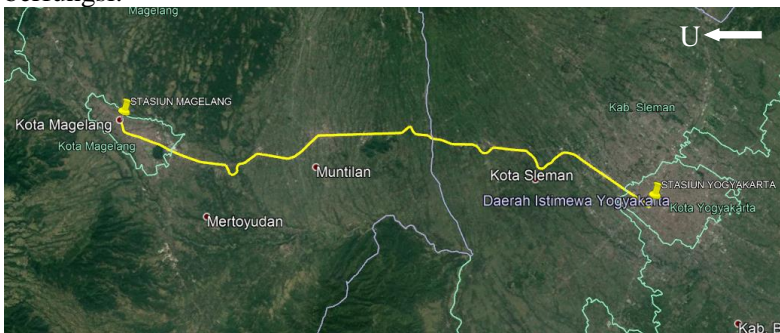 Magelang
U
STASIUN MAGELANG
Kota Magelang
Kota Magelang
Kab. Sleman
Muntilan
Kota Sleman
STASIUN YOGYAKARTA
Daerah Istimewa Yogyakarta
Kota Yogyakarta
Mertoyudan